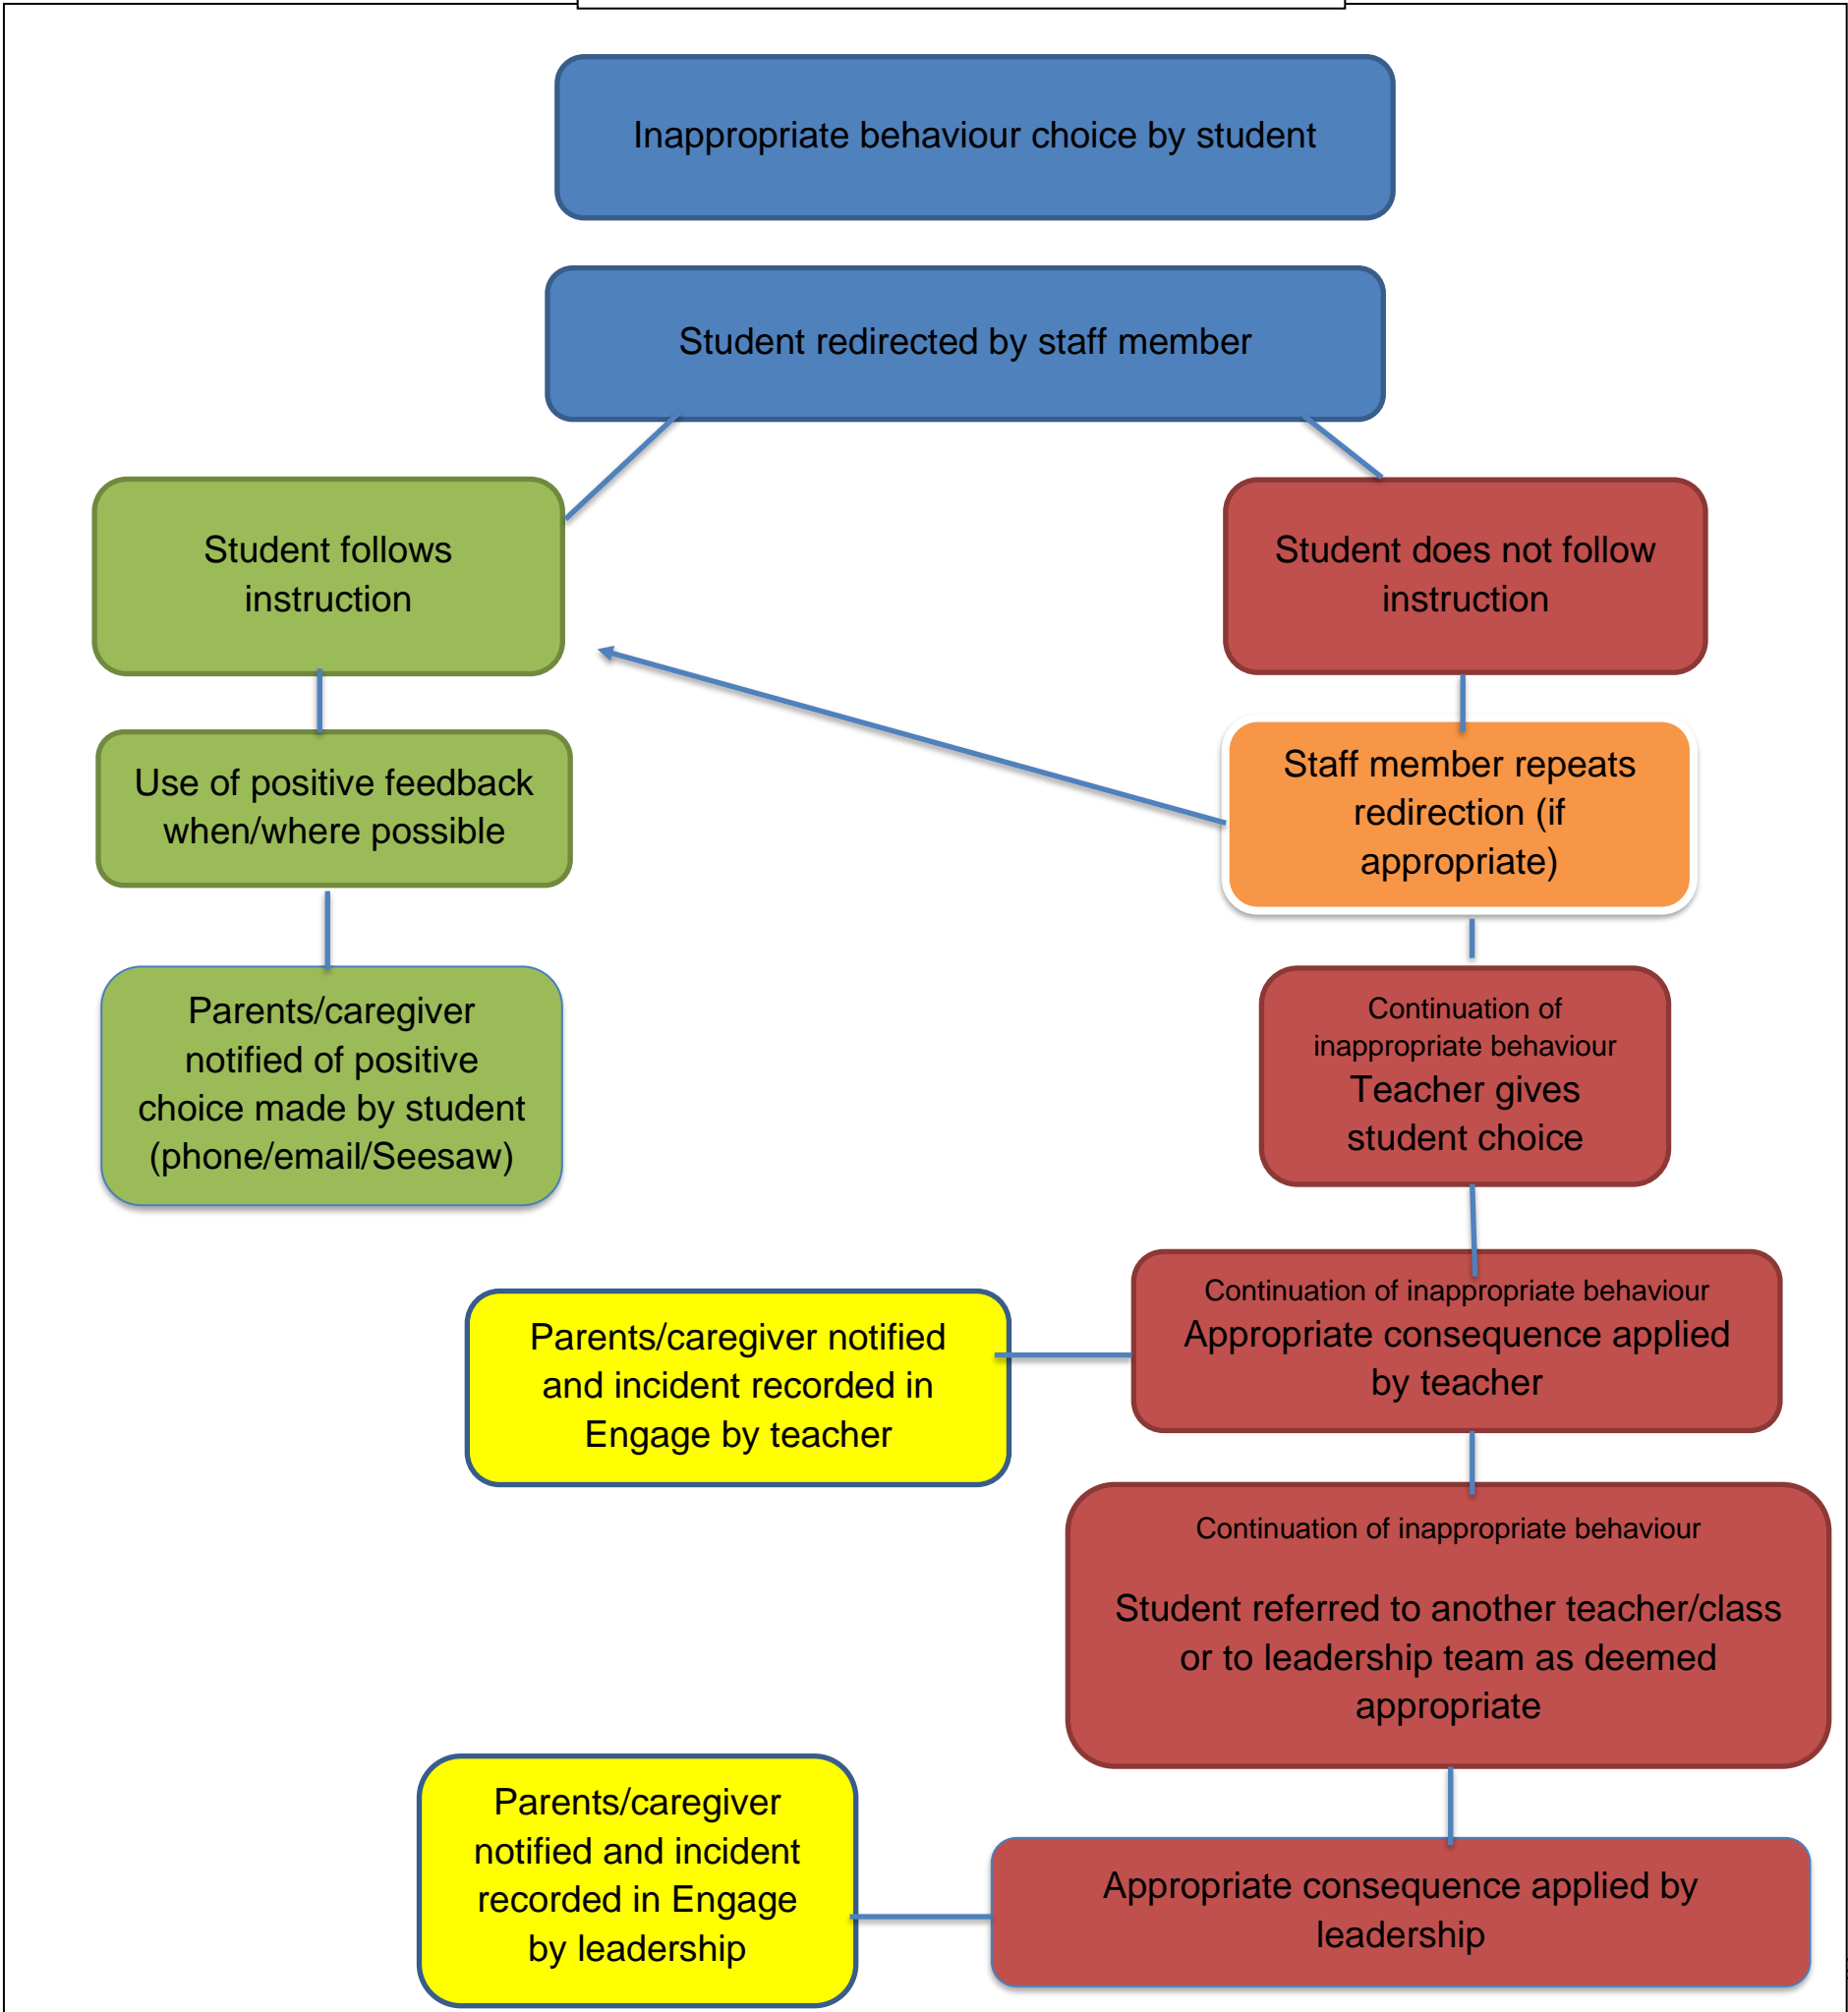 Inappropriate behaviour choice by student
Student redirected by staff member
Student follows
instruction
Student does not follow
instruction
Use of positive feedback
when/where possible
Staff member repeats
redirection (if
appropriate)
Parents/caregiver
notified of positive
choice made by student
(phone/email/Seesaw)
Continuation of
inappropriate behaviour
Teacher gives
student choice
Continuation of inappropriate behaviour
Appropriate consequence applied
by teacher
Parents/caregiver notified
and incident recorded in
Engage by teacher
Continuation of inappropriate behaviour
Student referred to another teacher/class
or to leadership team as deemed
appropriate
Parents/caregiver
notified and incident
recorded in Engage
by leadership
Appropriate consequence applied by
leadership